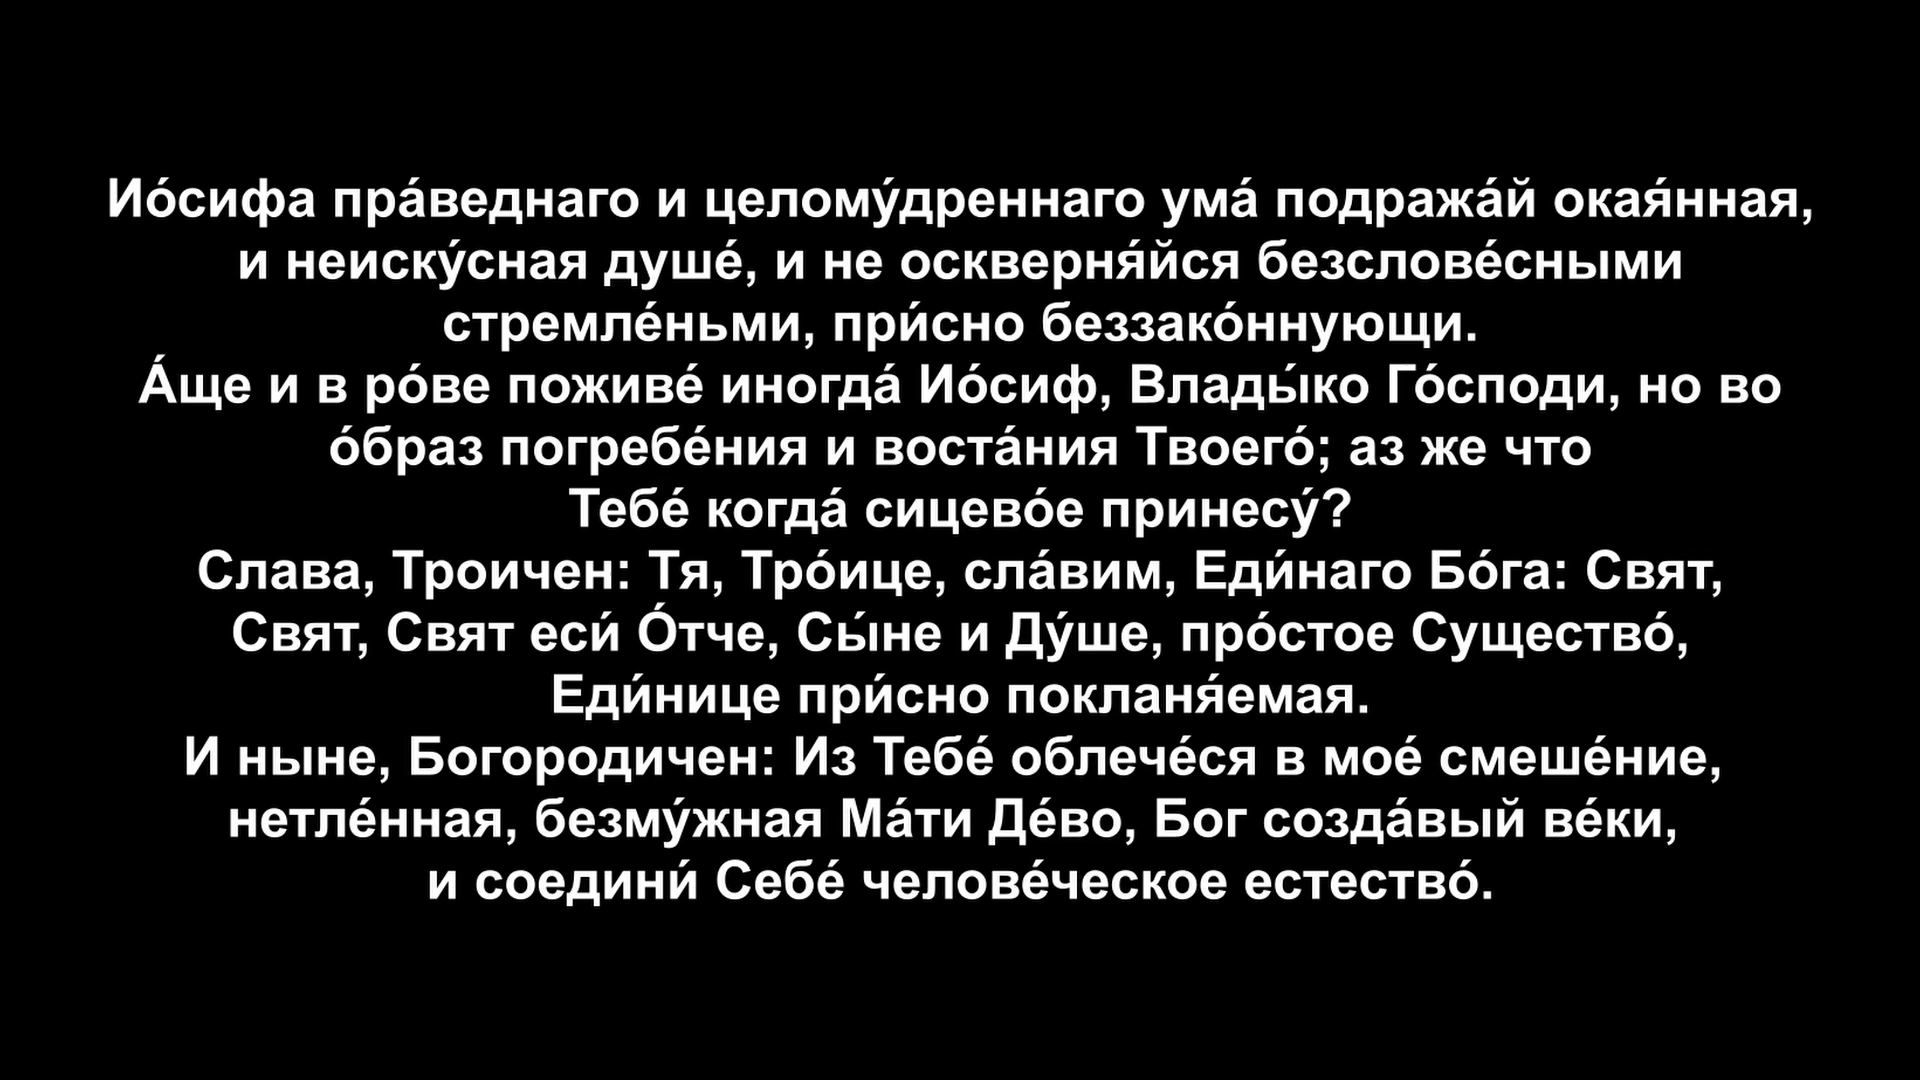 Ио́сифа пра́веднаго и целому́дреннаго ума́ подража́й окая́нная,
и неиску́сная душе́, и не оскверня́йся безслове́сными
стремле́ньми, при́сно беззако́ннующи.
А́ще и в ро́ве поживе́ иногда́ Ио́сиф, Влады́ко Го́споди, но во
о́браз погребе́ния и воста́ния Твоего́; аз же что
Тебе́ когда́ сицево́е принесу́?
Слава, Троичен: Тя, Тро́ице, сла́вим, Еди́наго Бо́га: Свят,
Свят, Свят еси́ О́тче, Сы́не и Ду́ше, про́стое Существо́,
Еди́нице при́сно покланя́емая.
И ныне, Богородичен: Из Тебе́ облече́ся в мое́ смеше́ние,
нетле́нная, безму́жная Ма́ти Де́во, Бог созда́вый ве́ки,
и соедини́ Себе́ челове́ческое естество́.